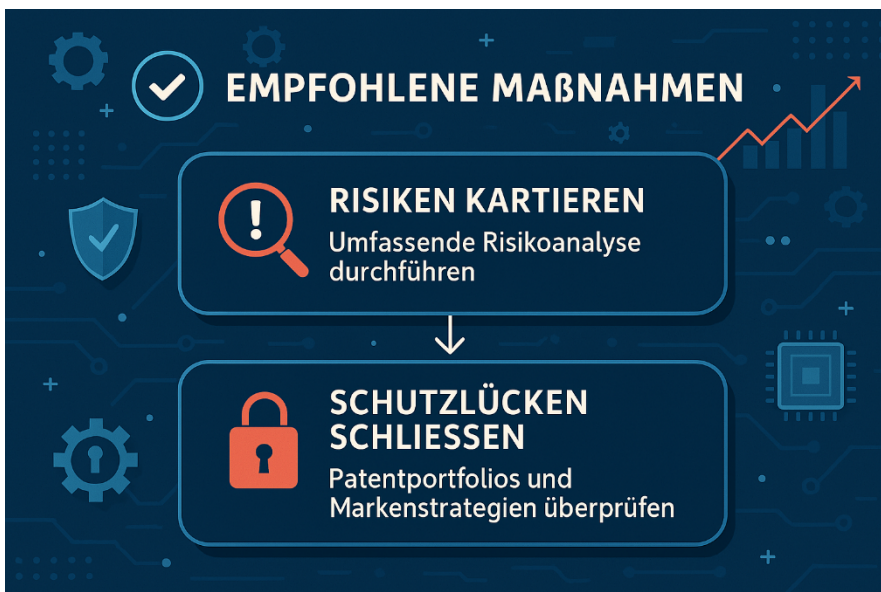 EMPFOHLENE MAßNAHMEN
RISIKEN KARTIEREN
Umfassende Risikoanalyse
durchführen
SCHUTZLÜCKEN
SCHLIESSEN
Patentportfolios und
Markenstrategien überprüfen